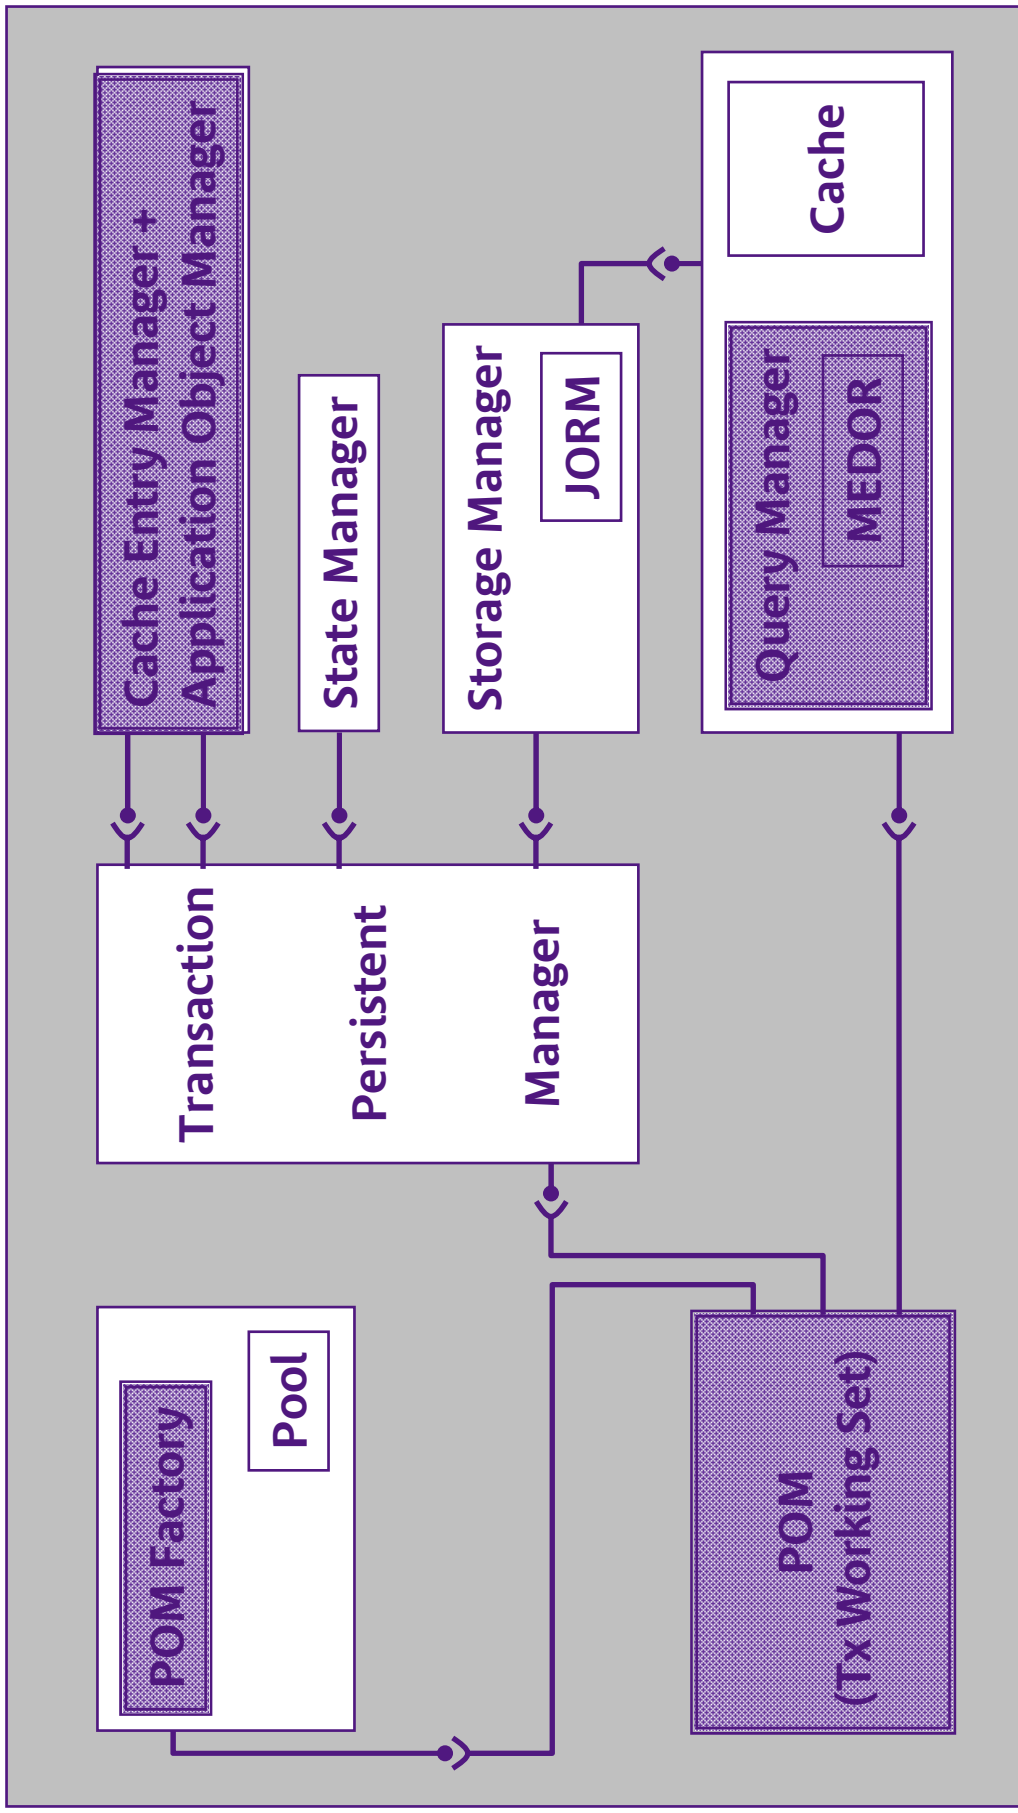 Cache Entry Manager +
Application Object Manager
State Manager
Storage Manager
JORM
Cache
Query Manager
MEDOR
Transaction
Persistent
Manager
POM Factory
Pool
POM
(Tx Working Set)